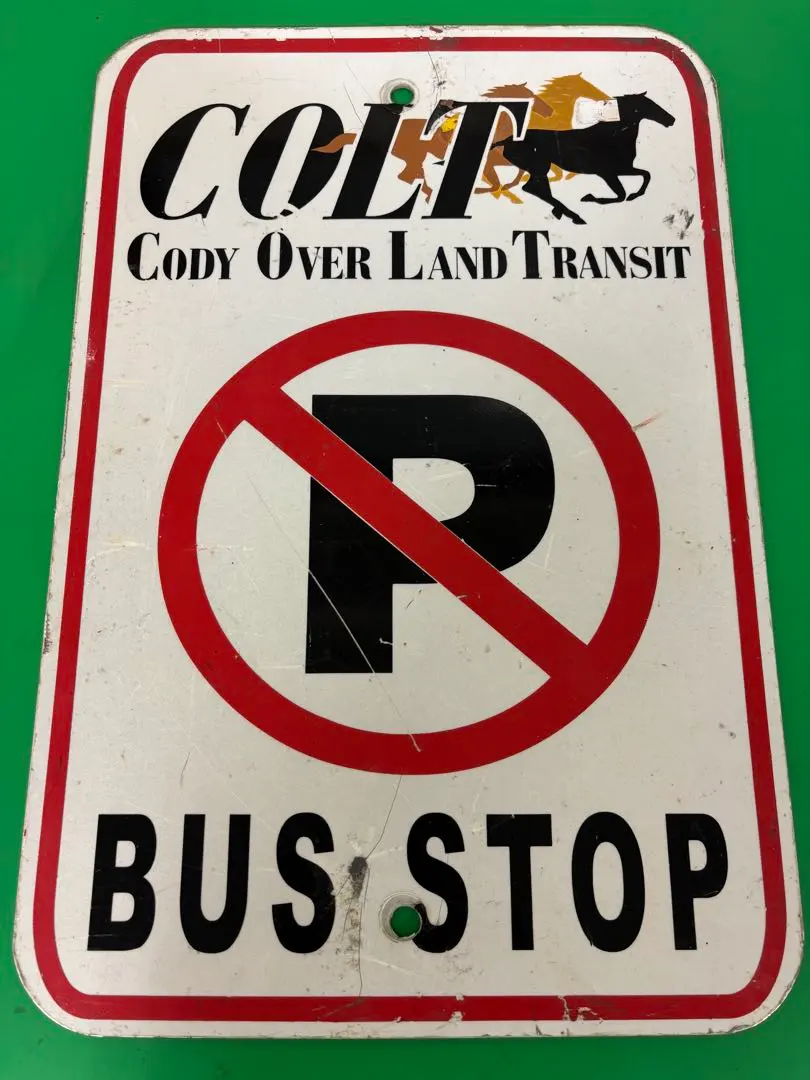 COLT
CODY OVER LAND TRANSIT
P
BUS STOP